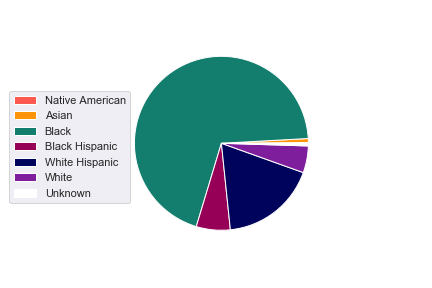 Native American
Asian
Black
Black Hispanic
White Hispanic
White
Unknown